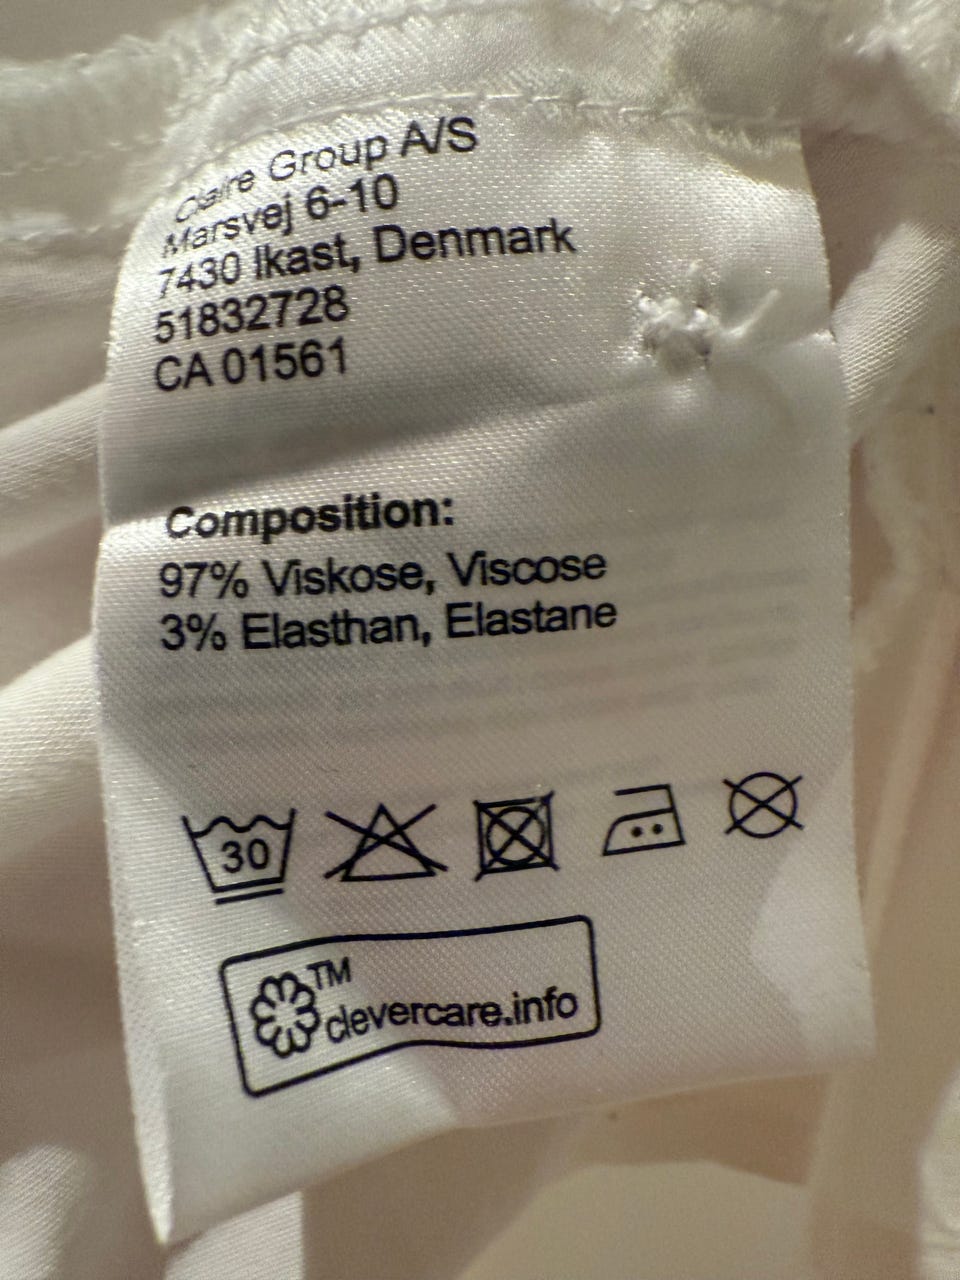 Claire Group A/S
Marsvej 6-10
7430 Ikast, Denmark
51832728
CA 01561
Composition:
97% Viskose, Viscose
3% Elasthan, Elastane
30
TM
clevercare.info